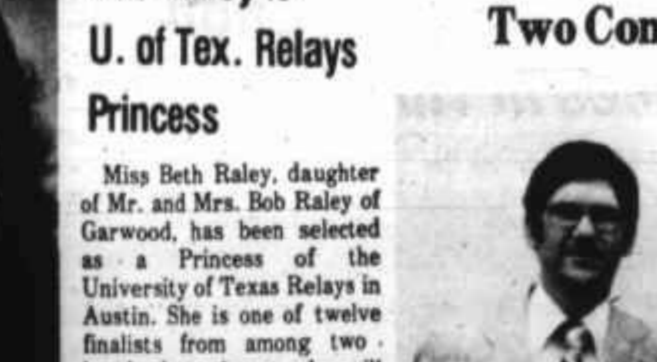 U. of Tex. Relays
Princess
Miss Beth Raley, daughter
of Mr. and Mrs. Bob Raley of
Garwood, has been selected
as a Princess of the
University of Texas Relays in
Austin. She is one of twelve
finalists from among two
Two Con